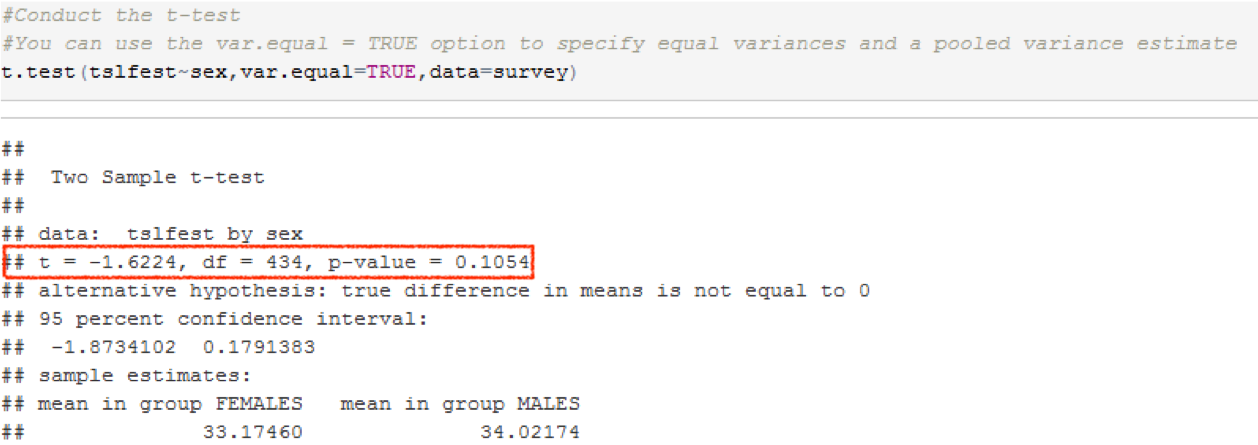 #Conduct the t-test
#You can use the var.equal = TRUE option to specify equal variances and a pooled variance estimate
t.test(tslfest~sex,var.equal=TRUE,data=survey)
##
##  Two Sample t-test
##
## data:  tslfest by sex
## t = -1.6224, df = 434, p-value = 0.1054
## alternative hypothesis: true difference in means is not equal to 0
## 95 percent confidence interval:
##  -1.8734102  0.1791383
## sample estimates:
## mean in group FEMALES   mean in group MALES
##              33.17460              34.02174